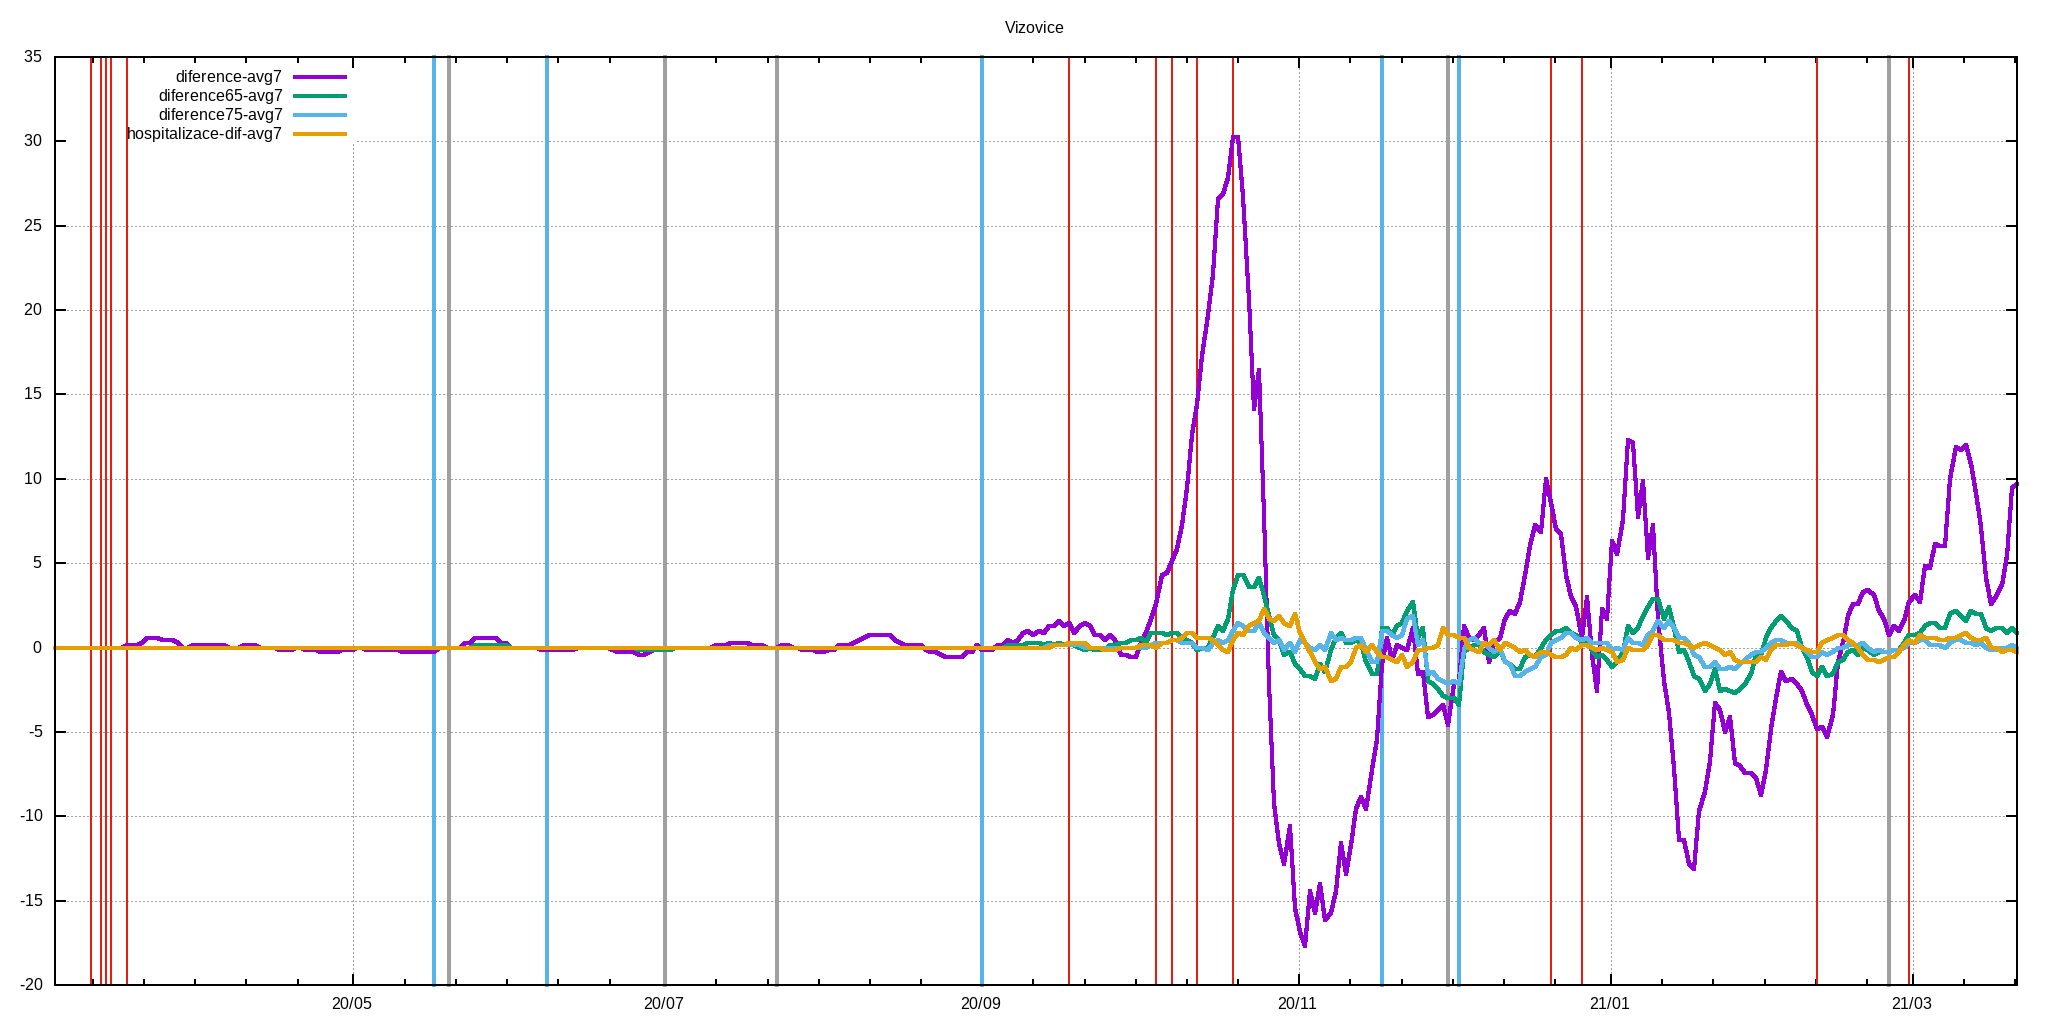 Vizovice
35
diference-avg7
diference65-avg7
diference75-avg7
hospitalizace-dif-avg7
30
25
20
15
10
5
0
-5
-10
-15
-20
20/05 20/07 20/09 20/11 21/01 21/03